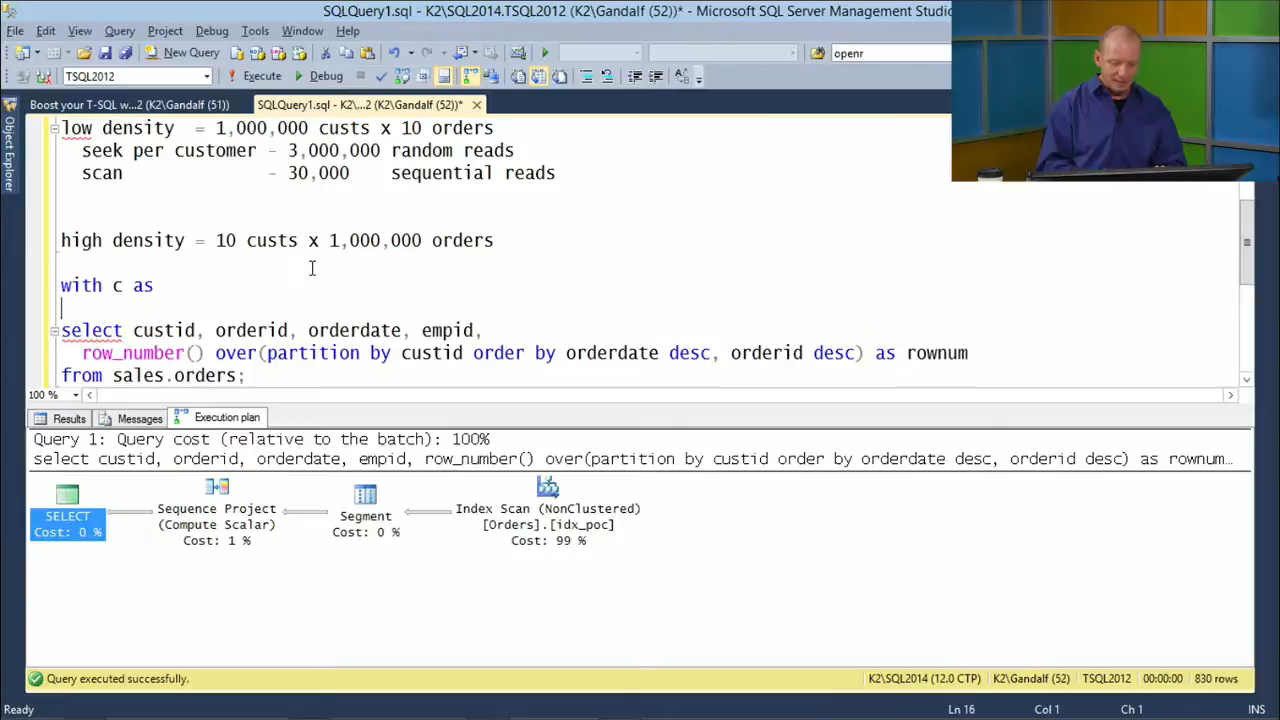 SQLQuery1.sql - K2\SQL2014.TSQL2012 (K2\Gandalf (52))* - Microsoft SQL Server Management Studio
File Edit View Query Project Debug Tools Window Help
New Query
openr
TSQL2012
Execute
Debug
Boost your T-SQL w...2 (K2\Gandalf (51))
SQLQuery1.sql - K2\...2 (K2\Gandalf (52))*
Object Explorer
low density = 1,000,000 custs x 10 orders
seek per customer - 3,000,000 random reads
scan - 30,000 sequential reads
high density = 10 custs x 1,000,000 orders
with c as
select custid, orderid, orderdate, empid,
row_number() over(partition by custid order by orderdate desc, orderid desc) as rownum
from sales.orders;
100 %
Results Messages Execution plan
Query 1: Query cost (relative to the batch): 100%
select custid, orderid, orderdate, empid, row_number() over(partition by custid order by orderdate desc, orderid desc) as rownum…
SELECT
Cost: 0 %
Sequence Project
(Compute Scalar)
Cost: 1 %
Segment
Cost: 0 %
Index Scan (NonClustered)
[Orders].[idx_poc]
Cost: 99 %
Query executed successfully.
K2\SQL2014 (12.0 CTP) K2\Gandalf (52) TSQL2012 00:00:00 830 rows
Ready
Ln 16 Col 1 Ch 1 INS